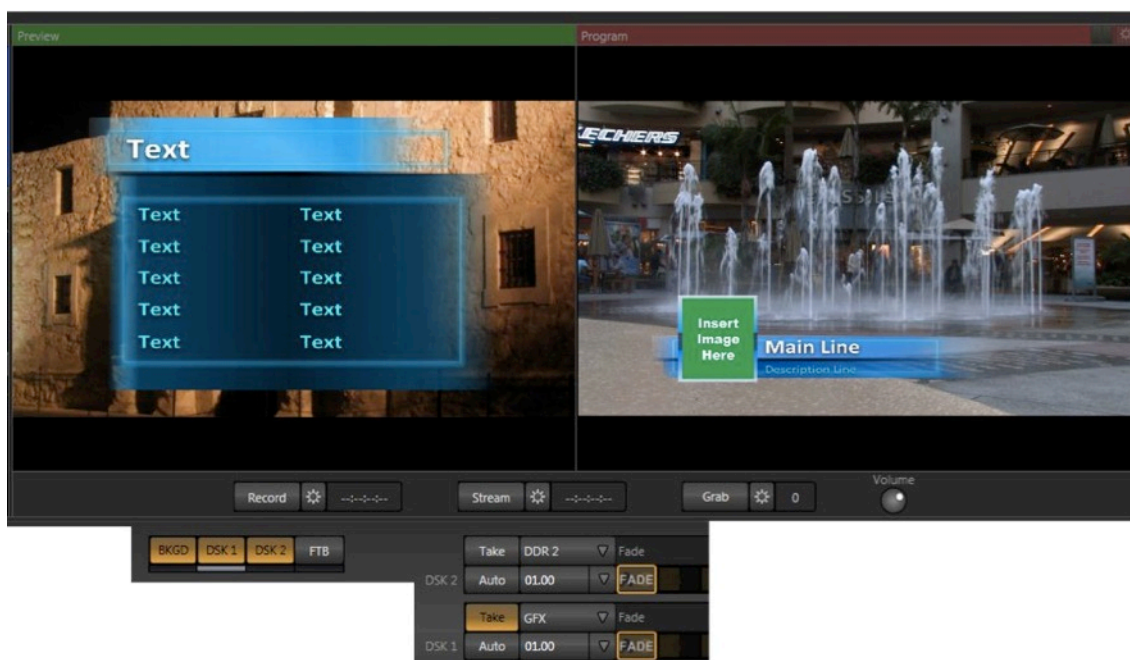 Preview
Program
Text
Text Text
Text Text
Text Text
Text Text
Text Text
ECHERS
Insert
Image
Here
Main Line
Description Line
Record --:--:--:--
Stream --:--:--:--
Grab 0
Volume
BKGD DSK 1 DSK 2 FTB
Take DDR 2 Fade
DSK 2 Auto 01.00 FADE
Take GFX Fade
DSK 1 Auto 01.00 FADE